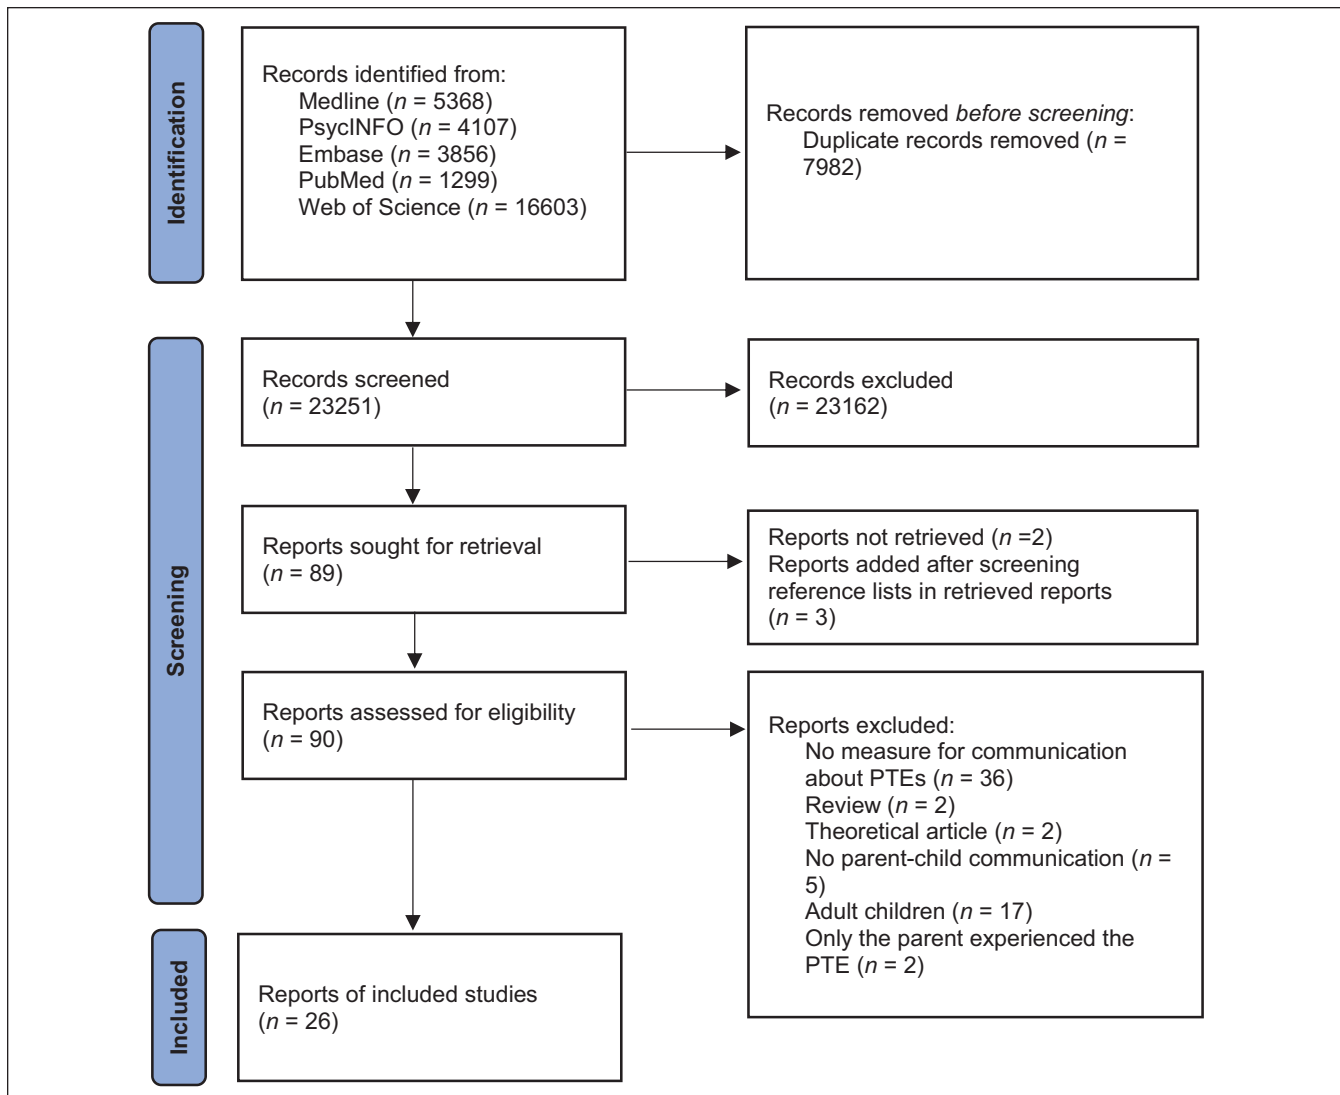 Identification
Records identified from:
Medline (n = 5368)
PsycINFO (n = 4107)
Embase (n = 3856)
PubMed (n = 1299)
Web of Science (n = 16603)
Records removed before screening:
Duplicate records removed (n =
7982)
Screening
Records screened
(n = 23251)
Records excluded
(n = 23162)
Reports sought for retrieval
(n = 89)
Reports not retrieved (n =2)
Reports added after screening
reference lists in retrieved reports
(n = 3)
Reports assessed for eligibility
(n = 90)
Reports excluded:
No measure for communication
about PTEs (n = 36)
Review (n = 2)
Theoretical article (n = 2)
No parent-child communication (n =
5)
Adult children (n = 17)
Only the parent experienced the
PTE (n = 2)
Included
Reports of included studies
(n = 26)